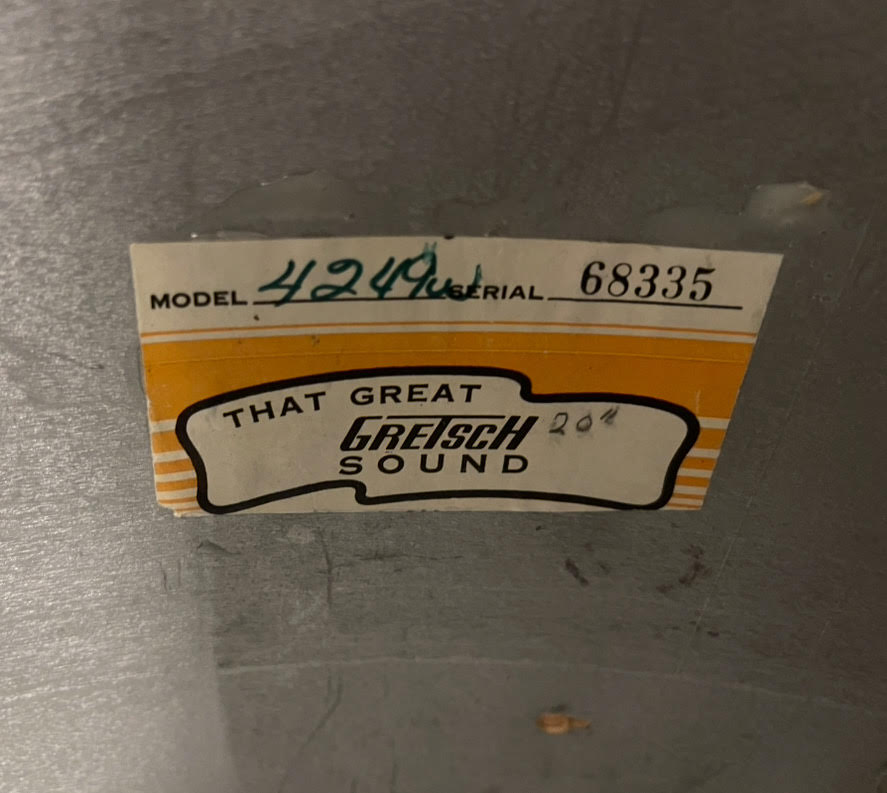 MODEL 4249W SERIAL 68335
THAT GREAT
GRETSCH 20"
SOUND